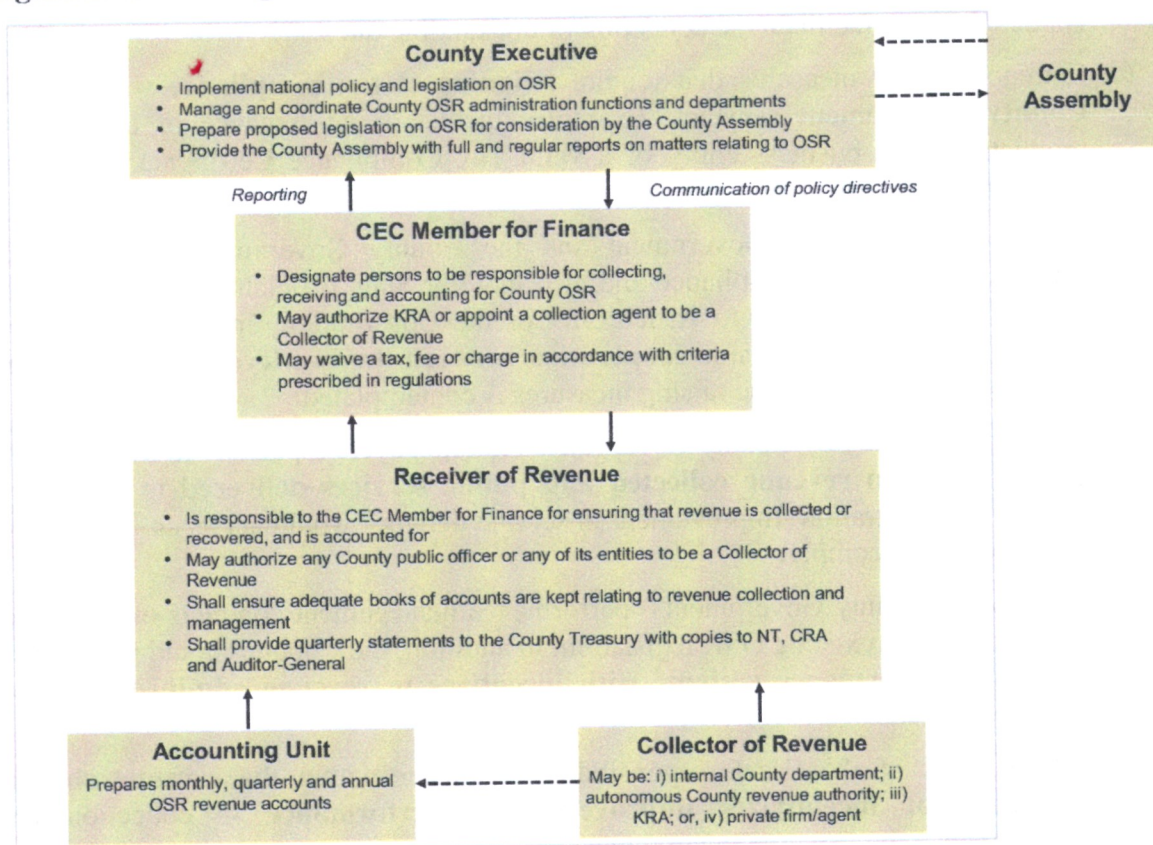 County Executive
• Implement national policy and legislation on OSR
• Manage and coordinate County OSR administration functions and departments
• Prepare proposed legislation on OSR for consideration by the County Assembly
• Provide the County Assembly with full and regular reports on matters relating to OSR
County
Assembly
Reporting
Communication of policy directives
CEC Member for Finance
• Designate persons to be responsible for collecting,
receiving and accounting for County OSR
• May authorize KRA or appoint a collection agent to be a
Collector of Revenue
• May waive a tax, fee or charge in accordance with criteria
prescribed in regulations
Receiver of Revenue
• Is responsible to the CEC Member for Finance for ensuring that revenue is collected or
recovered, and is accounted for
• May authorize any County public officer or any of its entities to be a Collector of
Revenue
• Shall ensure adequate books of accounts are kept relating to revenue collection and
management
• Shall provide quarterly statements to the County Treasury with copies to NT, CRA
and Auditor-General
Accounting Unit
Prepares monthly, quarterly and annual
OSR revenue accounts
Collector of Revenue
May be: i) internal County department; ii)
autonomous County revenue authority; iii)
KRA; or, iv) private firm/agent